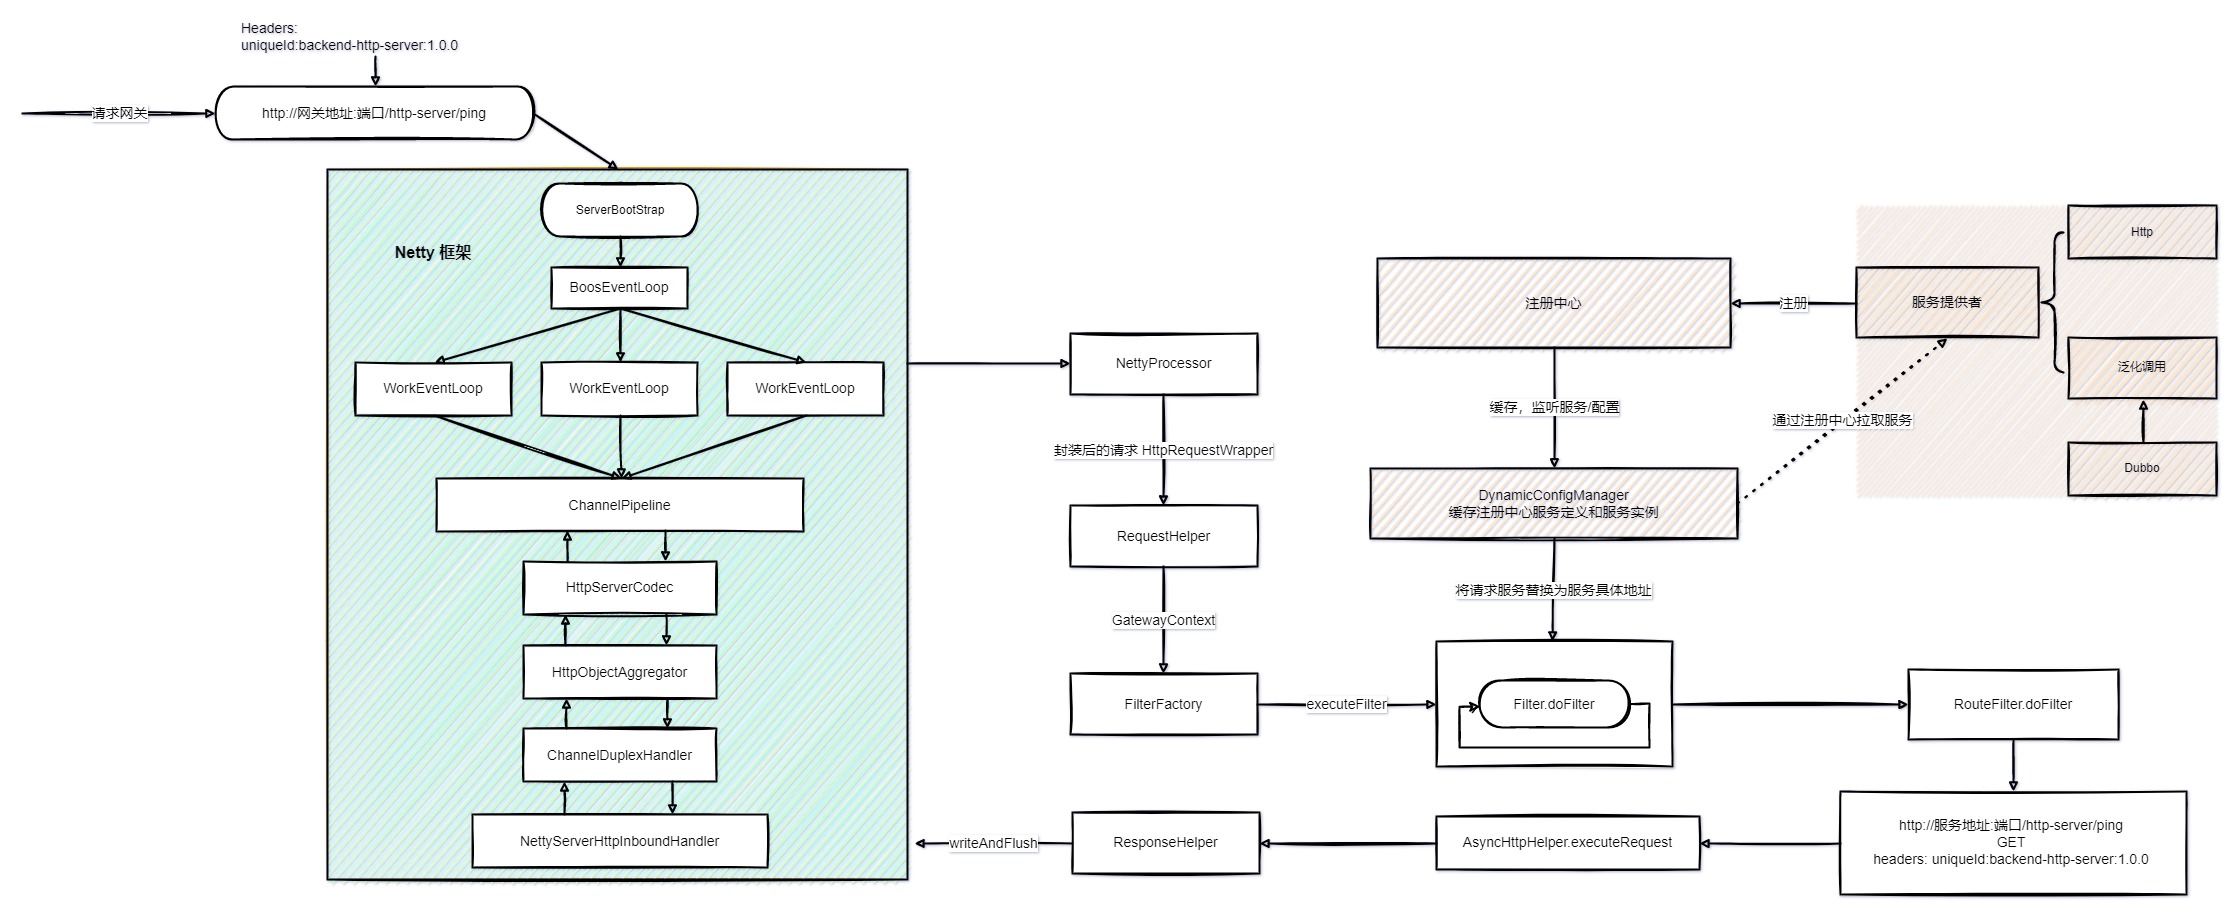 Headers:
uniqueId:backend-http-server:1.0.0
请求网关
http://网关地址:端口/http-server/ping
Netty 框架
ServerBootStrap
BoosEventLoop
WorkEventLoop
WorkEventLoop
WorkEventLoop
ChannelPipeline
HttpServerCodec
HttpObjectAggregator
ChannelDuplexHandler
NettyServerHttpInboundHandler
NettyProcessor
封装后的请求 HttpRequestWrapper
RequestHelper
GatewayContext
FilterFactory
executeFilter
注册中心
注册
服务提供者
Http
泛化调用
Dubbo
缓存，监听服务/配置
通过注册中心拉取服务
DynamicConfigManager
缓存注册中心服务定义和服务实例
将请求服务替换为服务具体地址
Filter.doFilter
RouteFilter.doFilter
http://服务地址:端口/http-server/ping
GET
headers: uniqueId:backend-http-server:1.0.0
AsyncHttpHelper.executeRequest
ResponseHelper
writeAndFlush